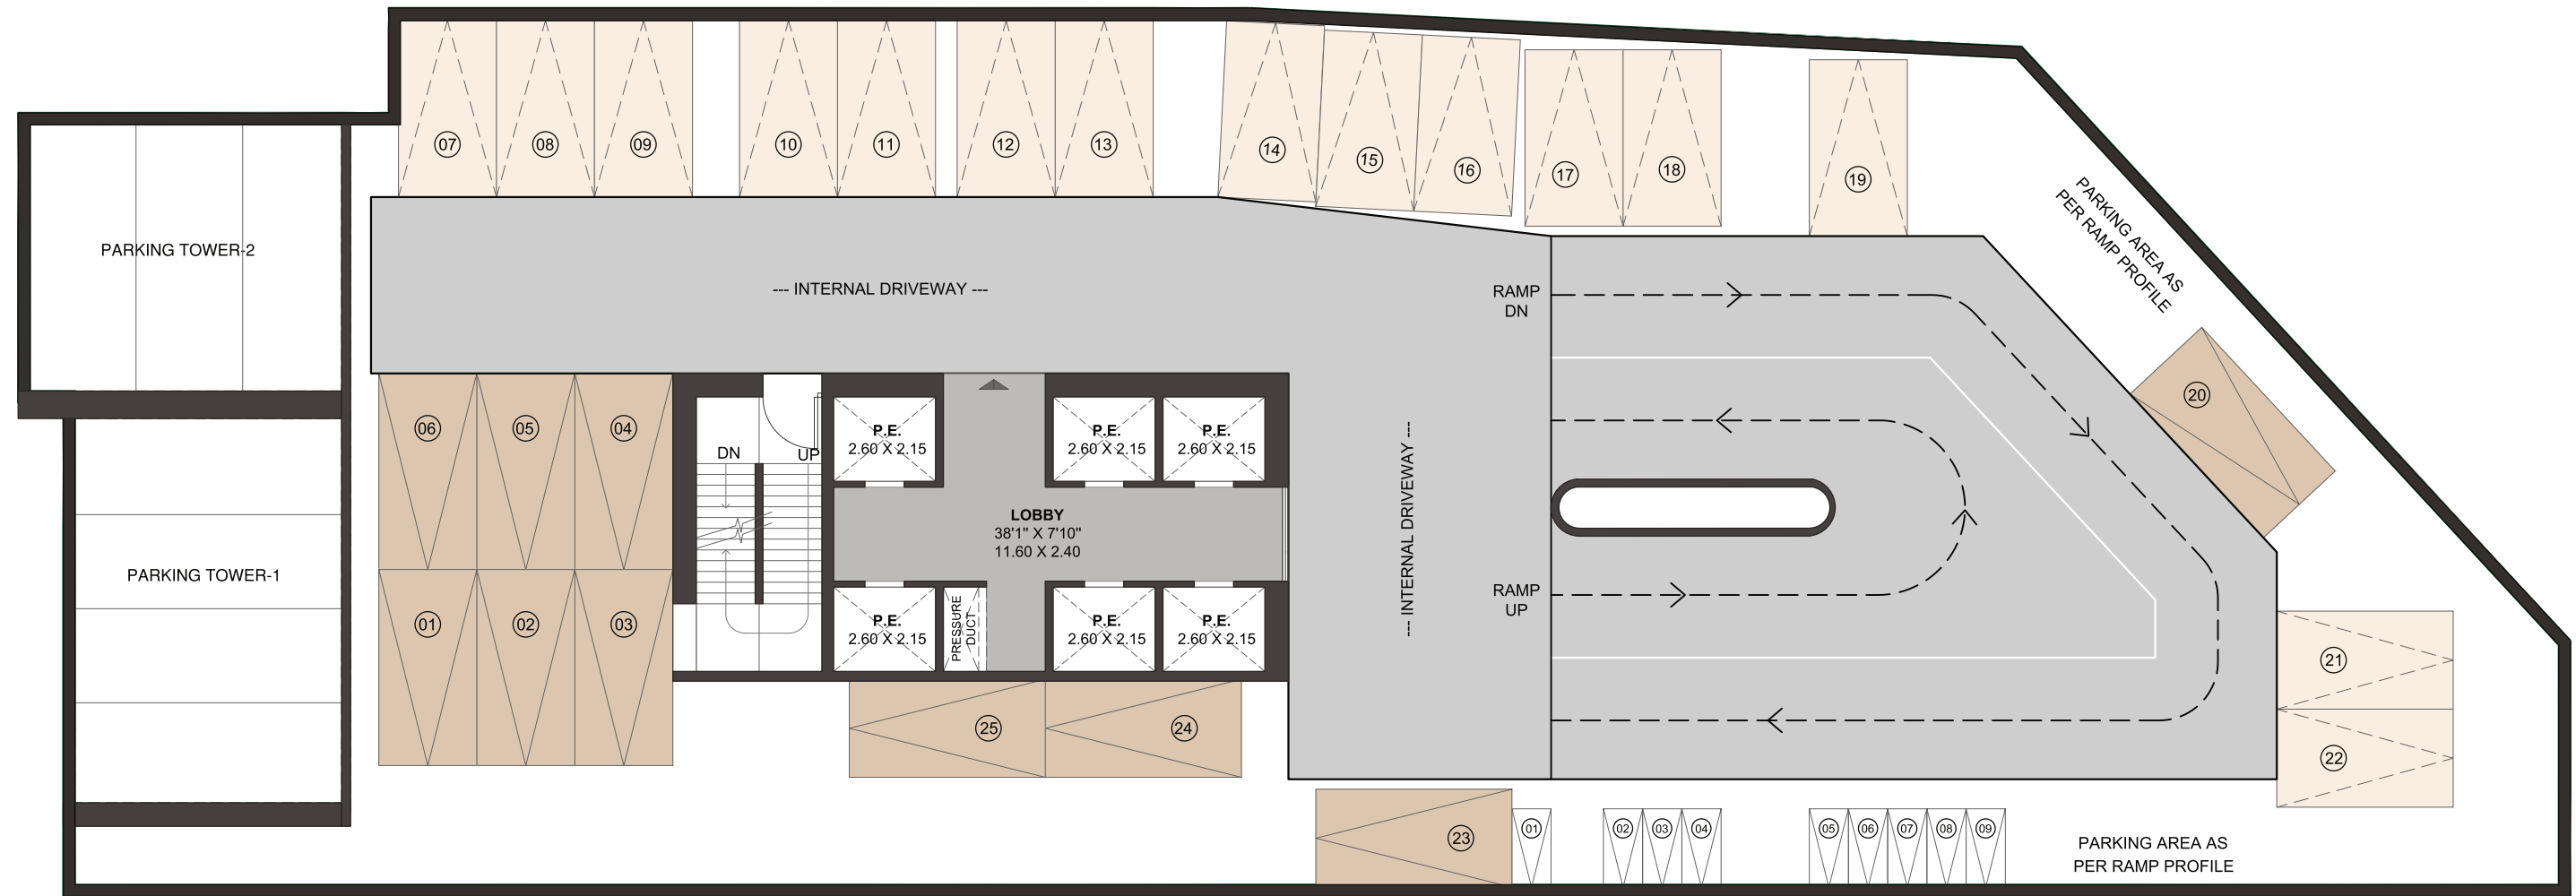 07
08
09
10
11
12
13
14
15
16
17
18
19
PARKING AREA AS
PER RAMP PROFILE
PARKING TOWER-2
--- INTERNAL DRIVEWAY ---
RAMP
DN
20
06
05
04
DN
UP
P.E.
2.60 X 2.15
P.E.
2.60 X 2.15
P.E.
2.60 X 2.15
--- INTERNAL DRIVEWAY ---
LOBBY
38'1" X 7'10"
11.60 X 2.40
PARKING TOWER-1
RAMP
UP
01
02
03
P.E.
2.60 X 2.15
PRESSURE
DUCT
P.E.
2.60 X 2.15
P.E.
2.60 X 2.15
21
25
24
22
23
01
02
03
04
05
06
07
08
09
PARKING AREA AS
PER RAMP PROFILE